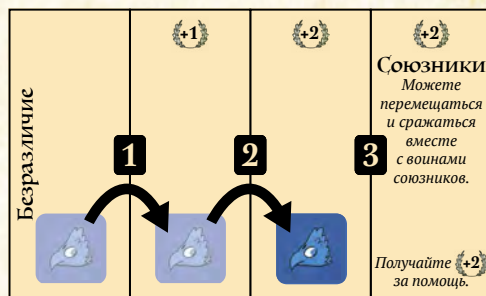 +1
+2
+2
Безразличие
1
2
3
Союзники
Можете
перемещаться
и сражаться
вместе
с воинами
союзников.
Получайте +2
за помощь.